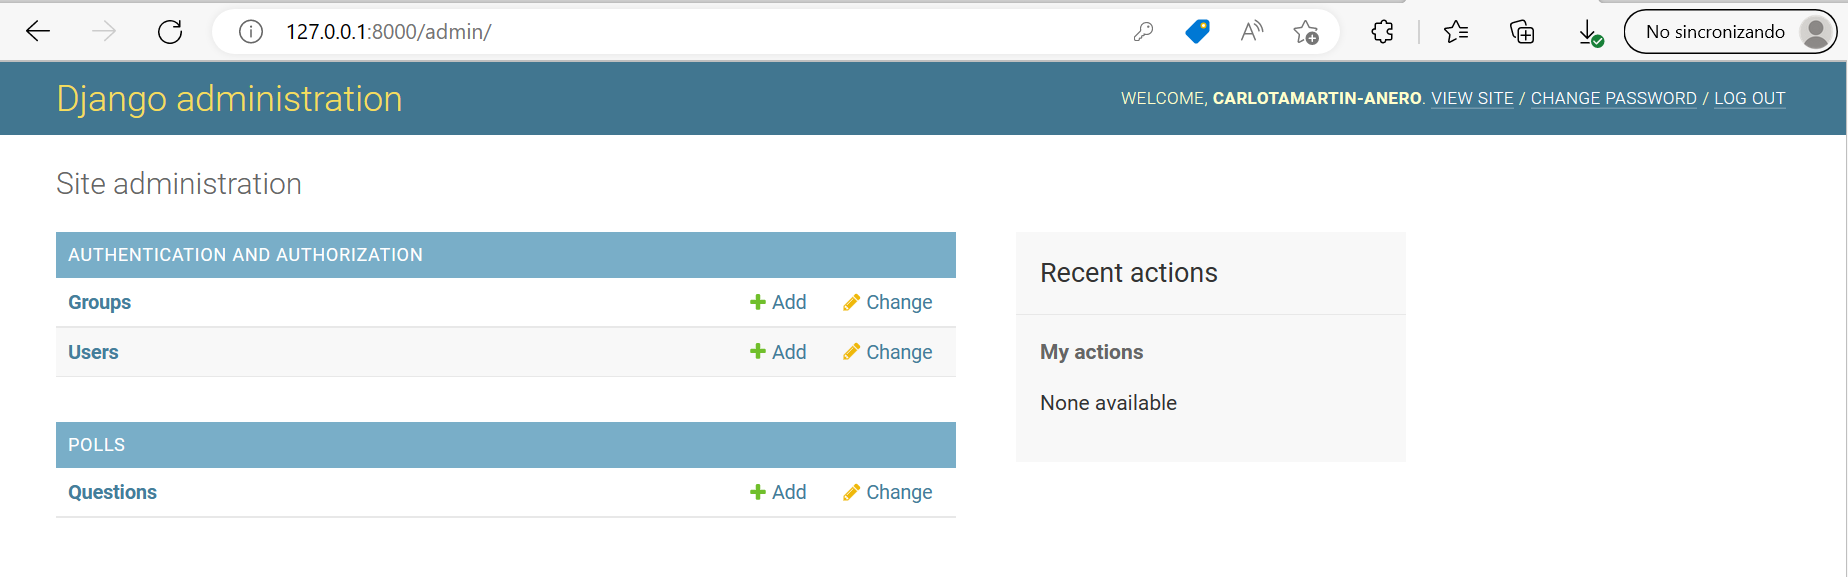 127.0.0.1:8000/admin/
No sincronizando
Django administration
WELCOME, CARLOTAMARTIN-ANERO. VIEW SITE / CHANGE PASSWORD / LOG OUT
Site administration
AUTHENTICATION AND AUTHORIZATION
Groups Add Change
Users Add Change
POLLS
Questions Add Change
Recent actions
My actions
None available